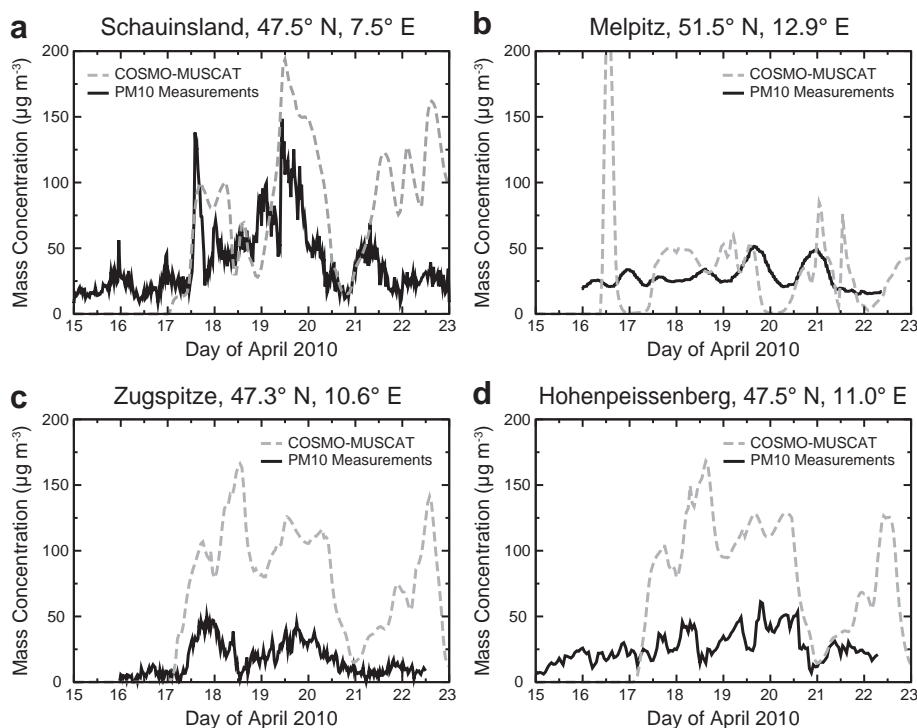 a Schauinsland, 47.5° N, 7.5° E
200
150
100
50
0
Mass Concentration (μg m-3)
COSMO-MUSCAT
PM10 Measurements
15 16 17 18 19 20 21 22 23
Day of April 2010
b Melpitz, 51.5° N, 12.9° E
200
150
100
50
0
Mass Concentration (μg m-3)
COSMO-MUSCAT
PM10 Measurements
15 16 17 18 19 20 21 22 23
Day of April 2010
c Zugspitze, 47.3° N, 10.6° E
200
150
100
50
0
Mass Concentration (μg m-3)
COSMO-MUSCAT
PM10 Measurements
15 16 17 18 19 20 21 22 23
Day of April 2010
d Hohenpeissenberg, 47.5° N, 11.0° E
200
150
100
50
0
Mass Concentration (μg m-3)
COSMO-MUSCAT
PM10 Measurements
15 16 17 18 19 20 21 22 23
Day of April 2010